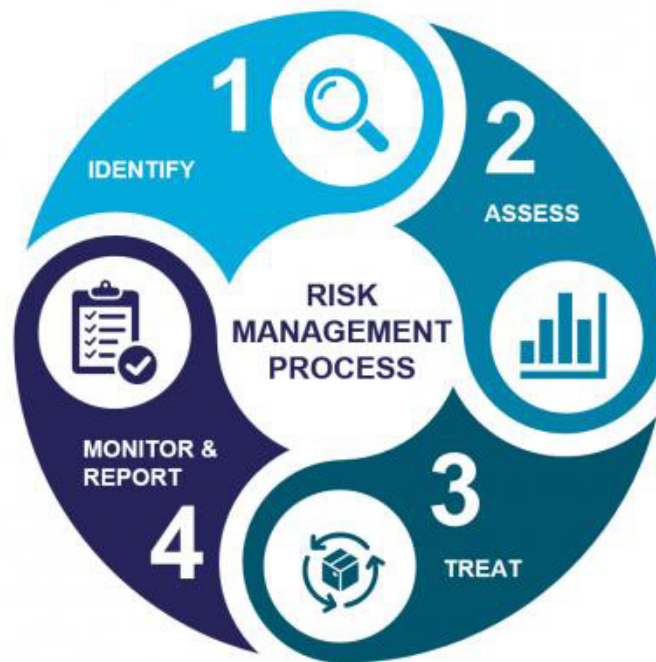 1
IDENTIFY
2
ASSESS
RISK
MANAGEMENT
PROCESS
3
TREAT
MONITOR &
REPORT
4